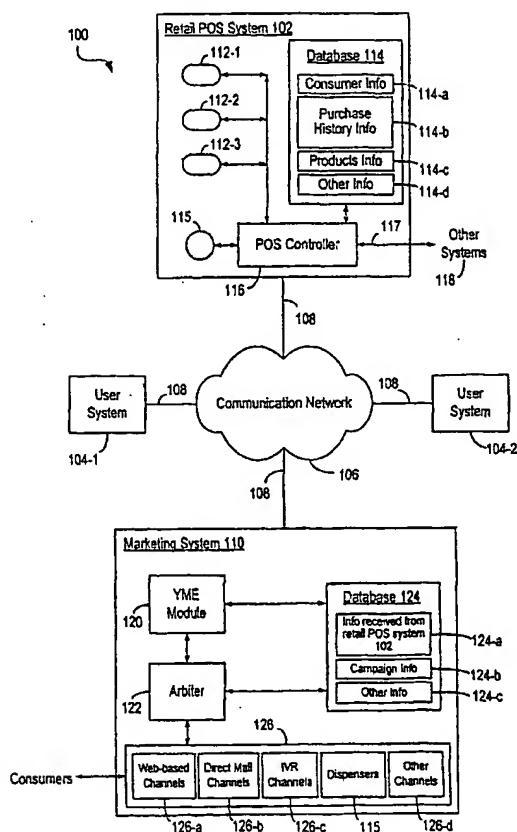 100
Retail POS System 102
112-1
112-2
112-3
Database 114
Consumer Info
114-a
Purchase
History Info
114-b
Products Info
114-c
Other Info
114-d
115
POS Controller
116
117
Other
Systems
118
108
User
System
104-1
108
Communication Network
106
108
User
System
104-2
108
Marketing System 110
YME
Module
120
Arbiter
122
Database 124
Info received from
retail POS system
102
124-a
Campaign Info
124-b
Other Info
124-c
126
Consumers
Web-based
Channels
126-a
Direct Mail
Channels
126-b
IVR
Channels
126-c
Dispensers
115
Other
Channels
126-d